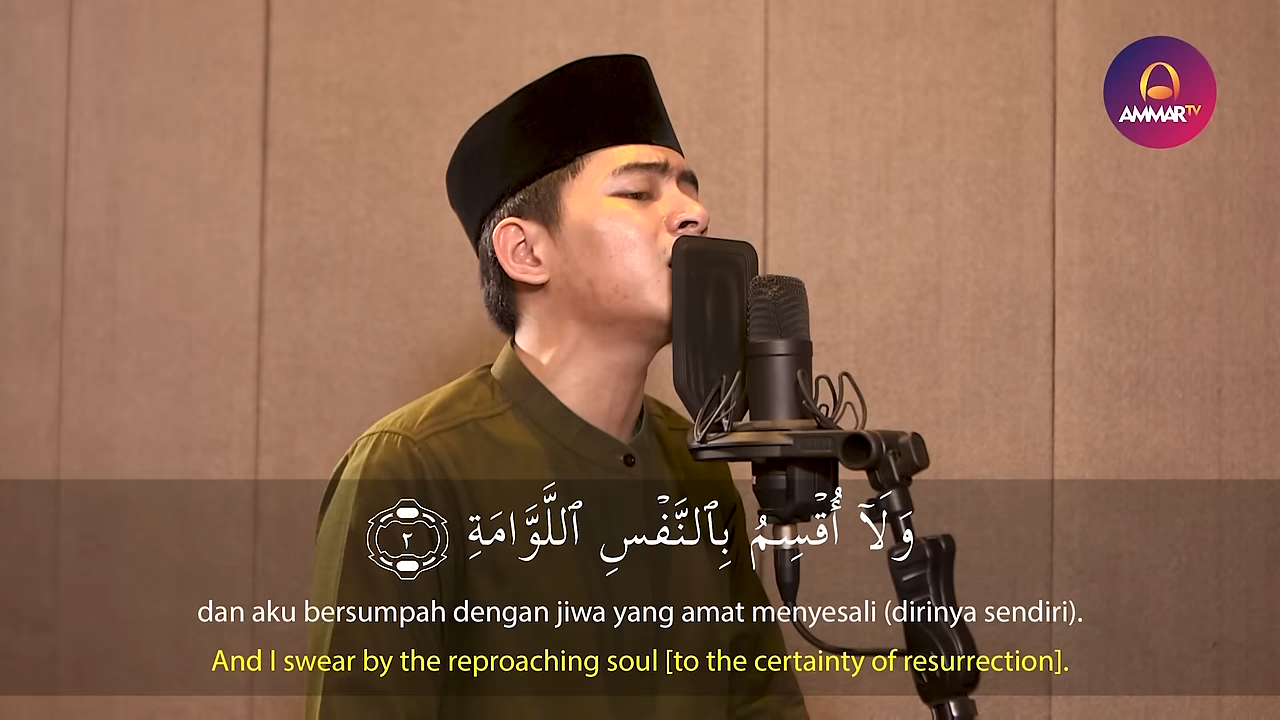 AMMARTV
وَلَآ أُقْسِمُ بِٱلنَّفْسِ ٱللَّوَّامَةِ ٢
dan aku bersumpah dengan jiwa yang amat menyesali (dirinya sendiri).
And I swear by the reproaching soul [to the certainty of resurrection].